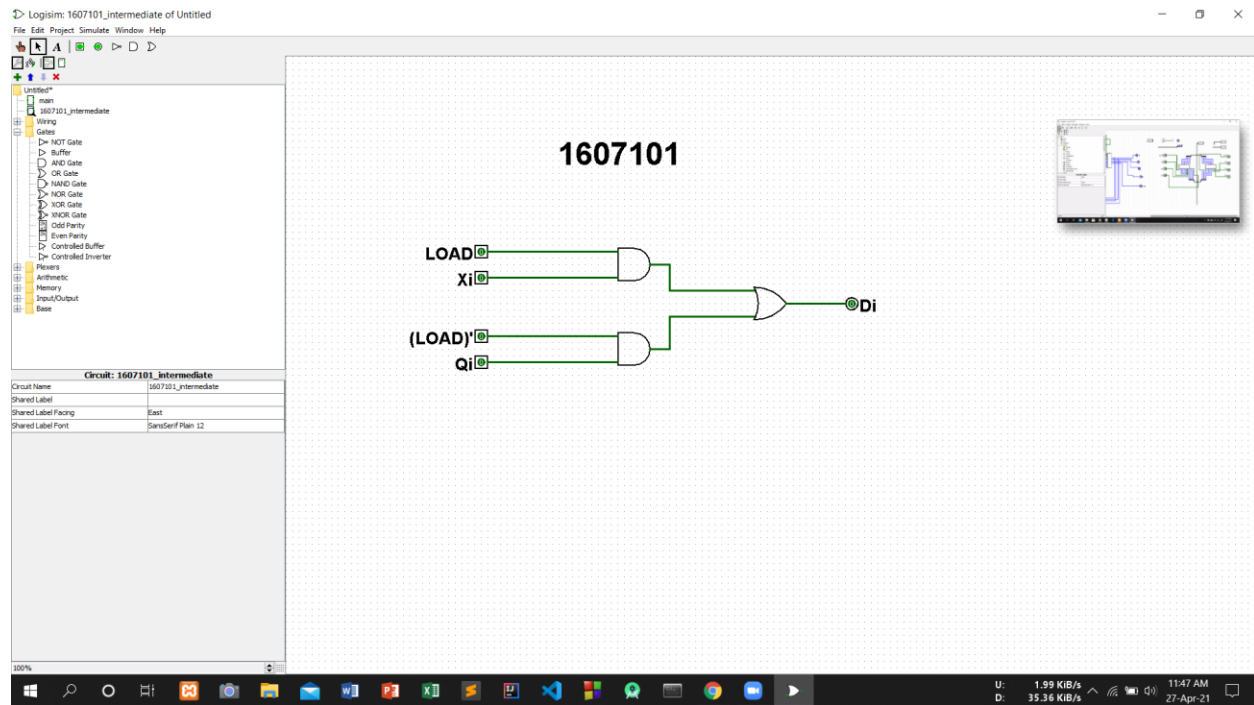 Logisim: 1607101_intermediate of Untitled
File Edit Project Simulate Window Help
A
Untitled*
main
1607101_intermediate
Wiring
Gates
NOT Gate
Buffer
AND Gate
OR Gate
NAND Gate
NOR Gate
XOR Gate
XNOR Gate
Odd Parity
Even Parity
Controlled Buffer
Controlled Inverter
Plexers
Arithmetic
Memory
Input/Output
Base
Circuit: 1607101_intermediate
Circuit Name 1607101_intermediate
Shared Label
Shared Label Facing East
Shared Label Font SansSerif Plain 12
100%
1607101
LOAD
Xi
(LOAD)'
Qi
Di
U: 1.99 KiB/s
D: 35.36 KiB/s
11:47 AM
27-Apr-21